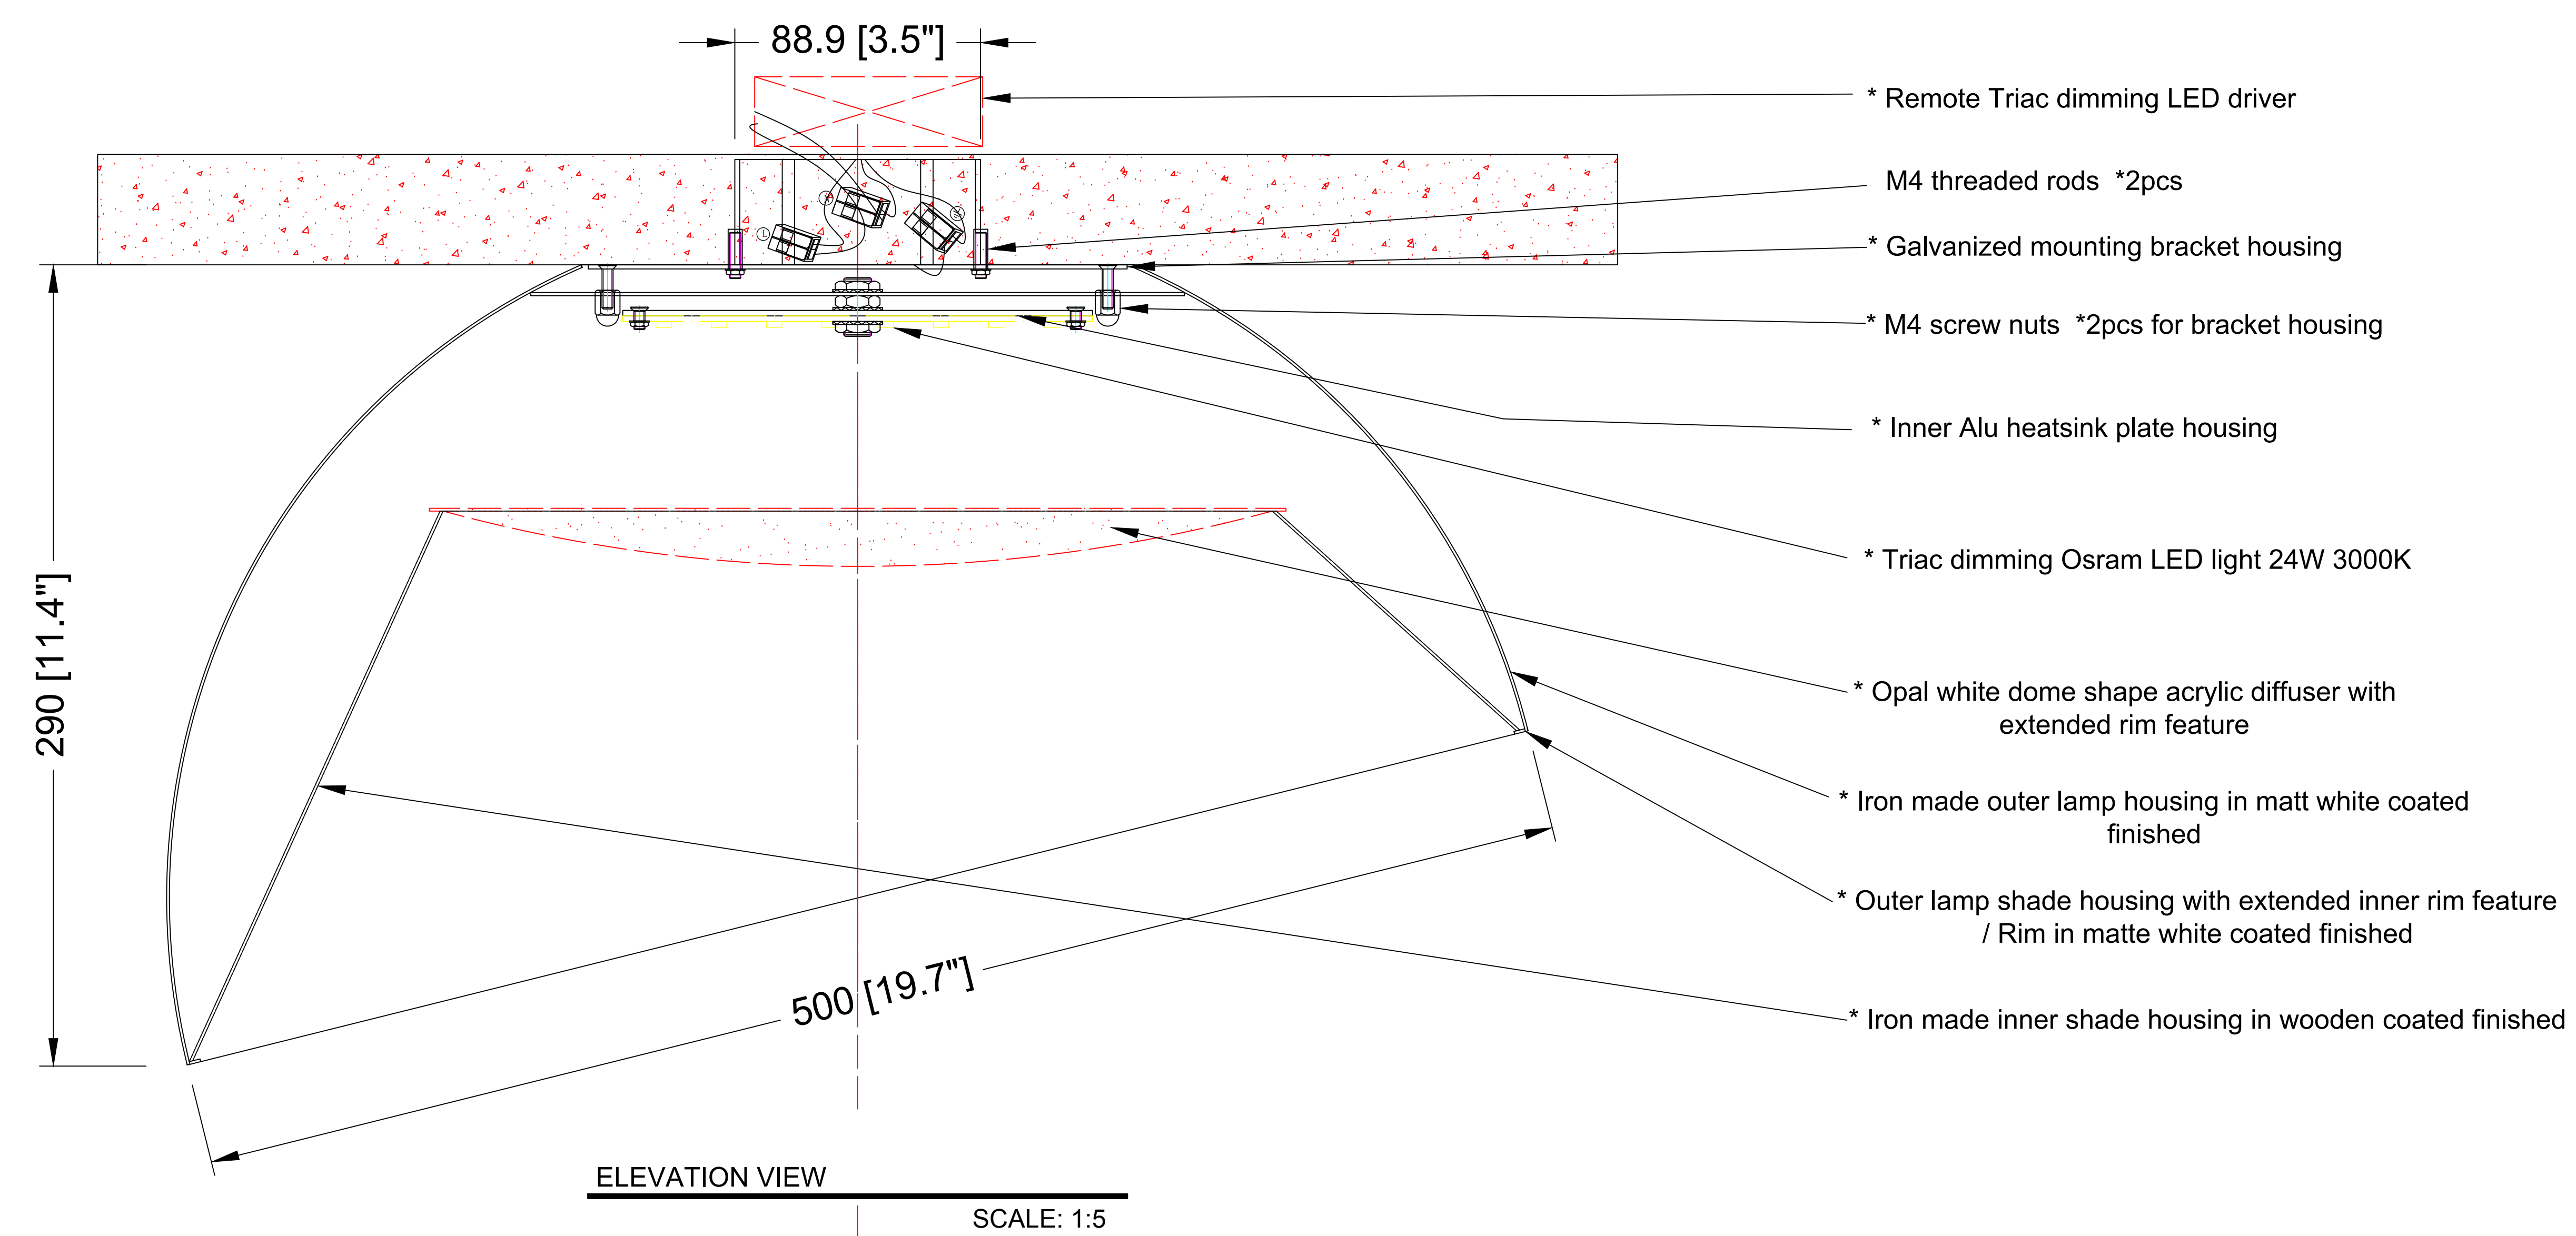 88.9 [3.5"]
* Remote Triac dimming LED driver
M4 threaded rods  *2pcs
* Galvanized mounting bracket housing
* M4 screw nuts  *2pcs for bracket housing
* Inner Alu heatsink plate housing
* Triac dimming Osram LED light 24W 3000K
* Opal white dome shape acrylic diffuser with
extended rim feature
* Iron made outer lamp housing in matt white coated
finished
* Outer lamp shade housing with extended inner rim feature
/ Rim in matte white coated finished
* Iron made inner shade housing in wooden coated finished
290 [11.4"]
500 [19.7"]
ELEVATION VIEW
SCALE: 1:5